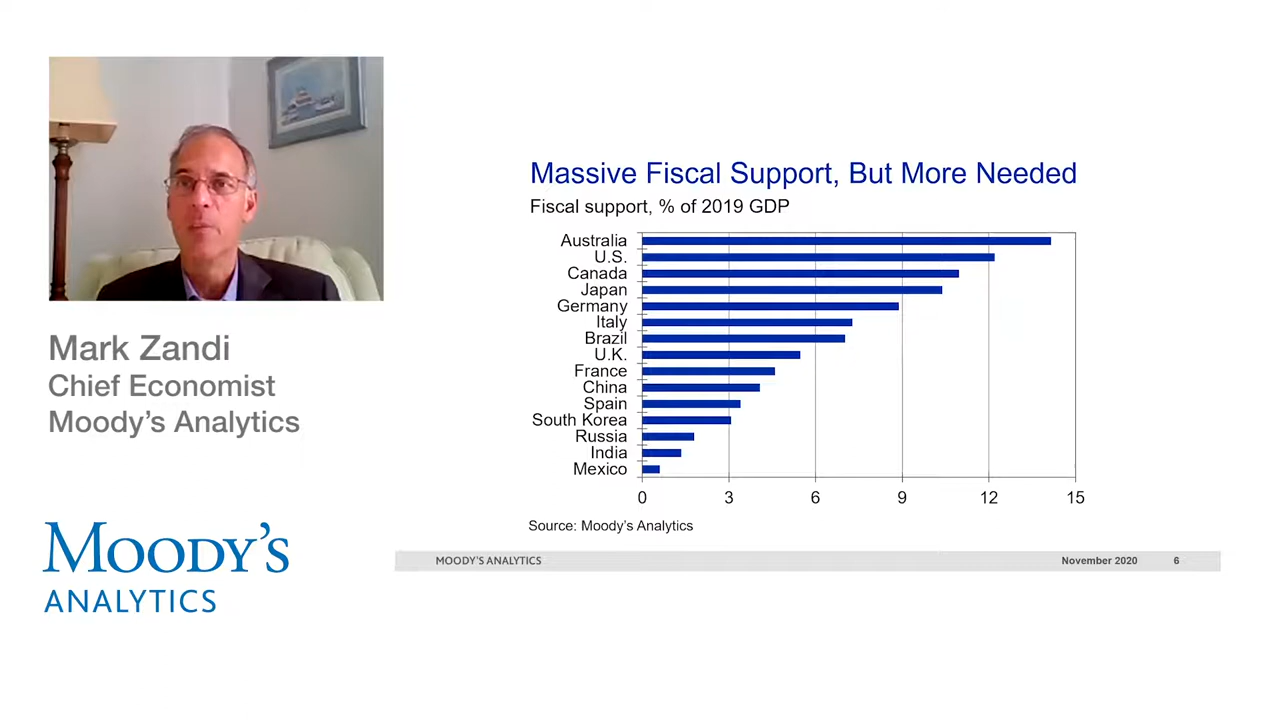 Mark Zandi
Chief Economist
Moody's Analytics
MOODY'S
ANALYTICS
Massive Fiscal Support, But More Needed
Fiscal support, % of 2019 GDP
Australia
U.S.
Canada
Japan
Germany
Italy
Brazil
U.K.
France
China
Spain
South Korea
Russia
India
Mexico
0 3 6 9 12 15
Source: Moody's Analytics
MOODY'S ANALYTICS November 2020 6